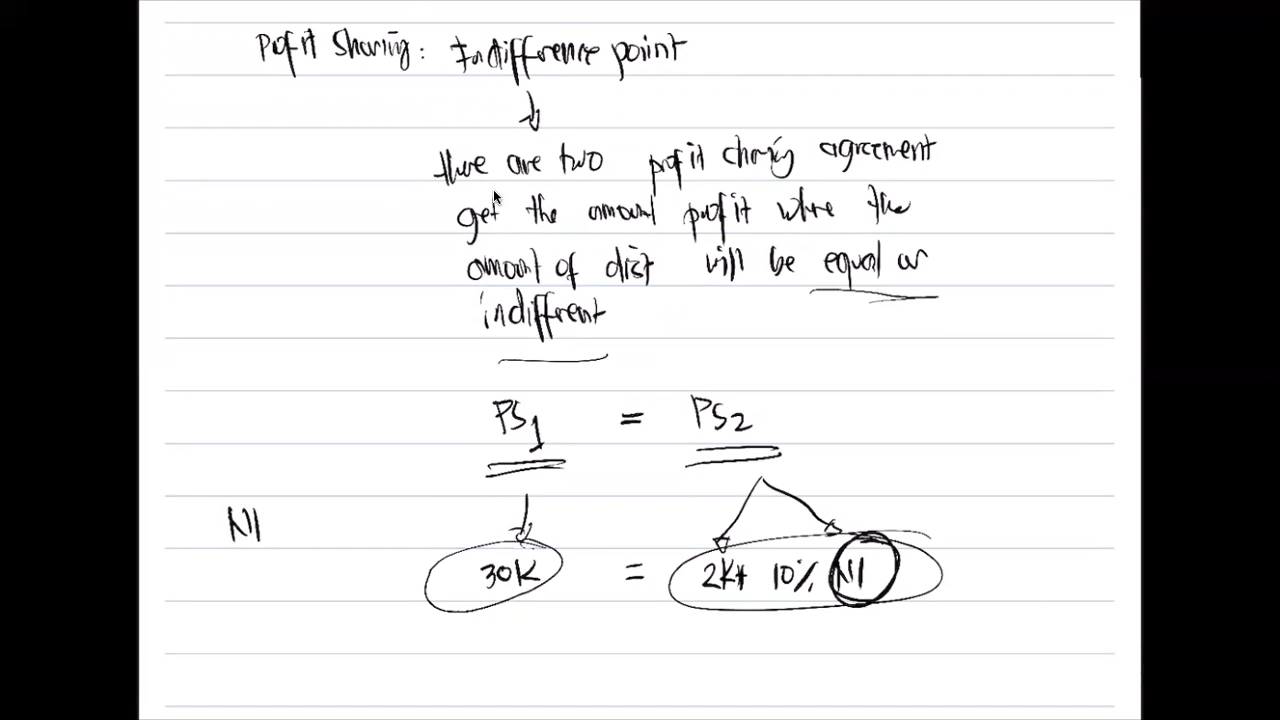 Profit Sharing: Indifference point
there are two profit sharing agreement
get the amount profit where the
amount of dist will be equal or
indifferent
PS1 = PS2
NI
30K = 2K+ 10% NI